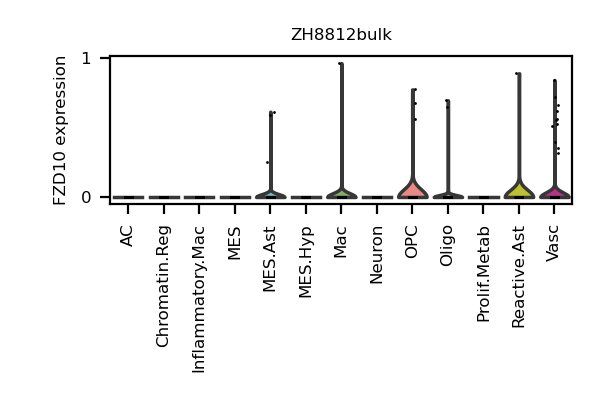 ZH8812bulk
FZD10 expression
1
0
AC
Chromatin.Reg
Inflammatory.Mac
MES
MES.Ast
MES.Hyp
Mac
Neuron
OPC
Oligo
Prolif.Metab
Reactive.Ast
Vasc